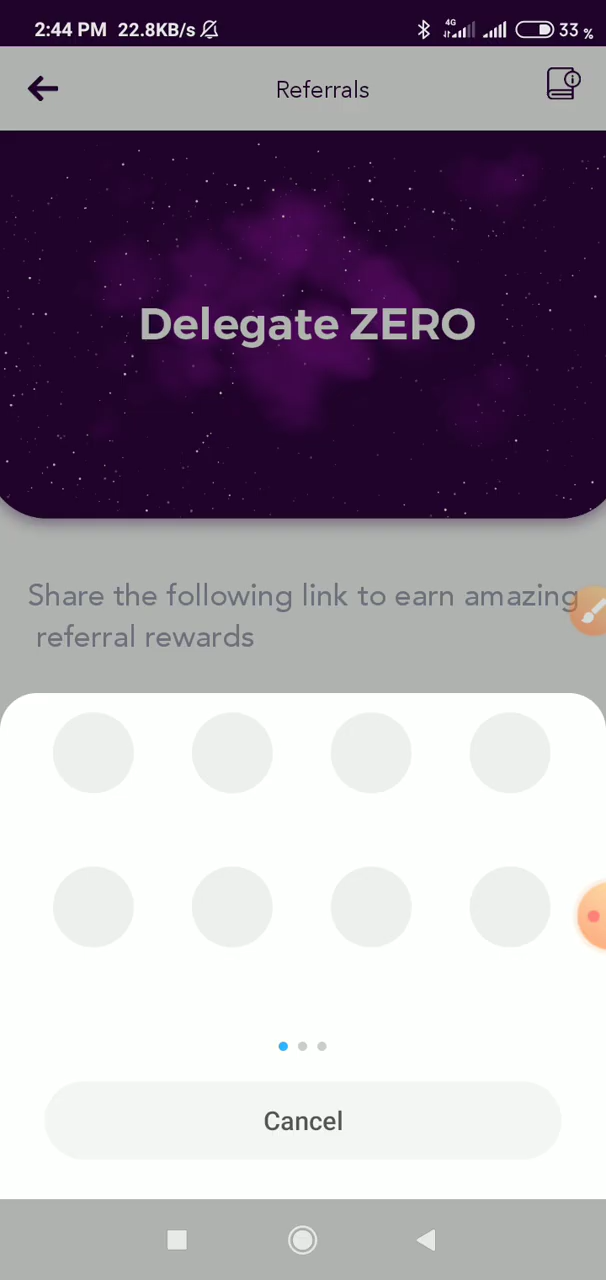 2:44 PM 22.8KB/s 4G 33 %
Referrals
Delegate ZERO
Share the following link to earn amazing
referral rewards
Cancel